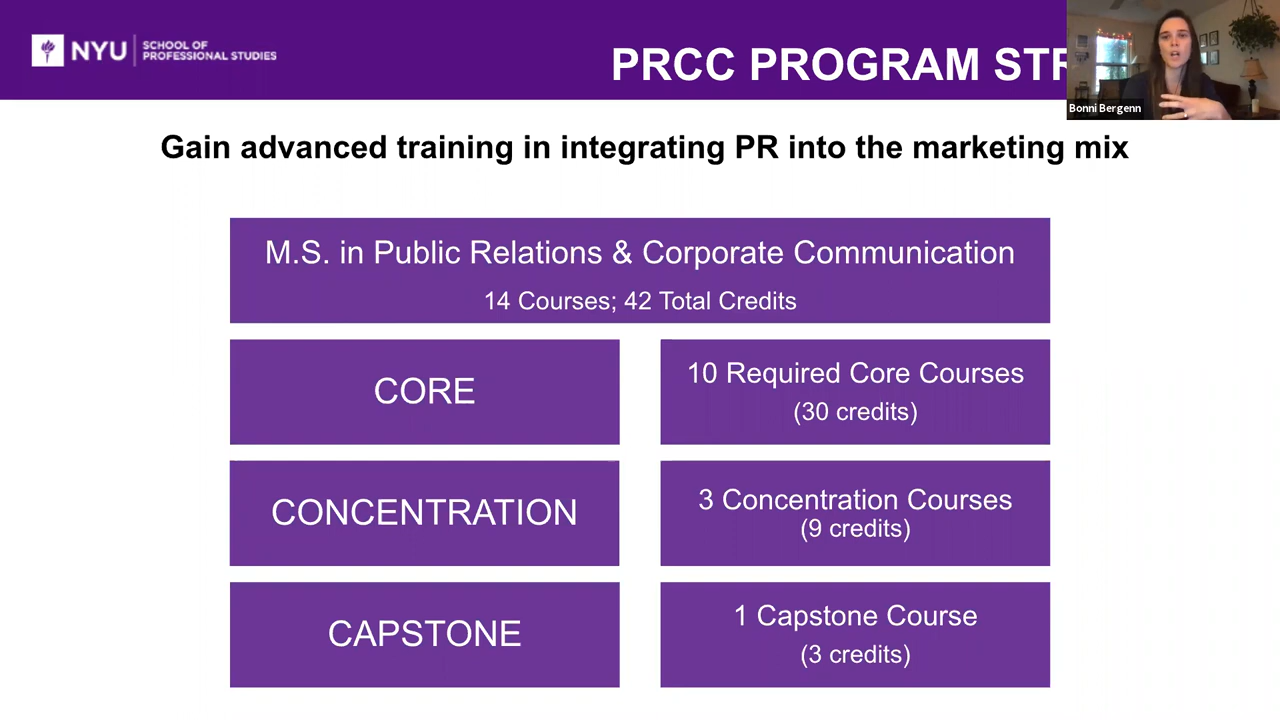 NYU
SCHOOL OF
PROFESSIONAL STUDIES
PRCC PROGRAM
Bonni Bergenn
Gain advanced training in integrating PR into the marketing mix
M.S. in Public Relations & Corporate Communication
14 Courses; 42 Total Credits
CORE
10 Required Core Courses
(30 credits)
CONCENTRATION
3 Concentration Courses
(9 credits)
CAPSTONE
1 Capstone Course
(3 credits)